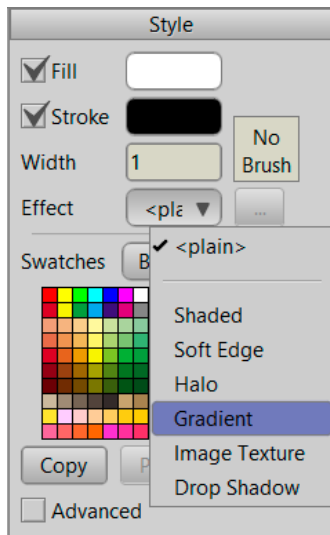 Style
Fill
Stroke
Width 1
No
Brush
Effect <pla ...
<plain>
Swatches B
Shaded
Soft Edge
Halo
Gradient
Image Texture
Drop Shadow
Copy P
Advanced